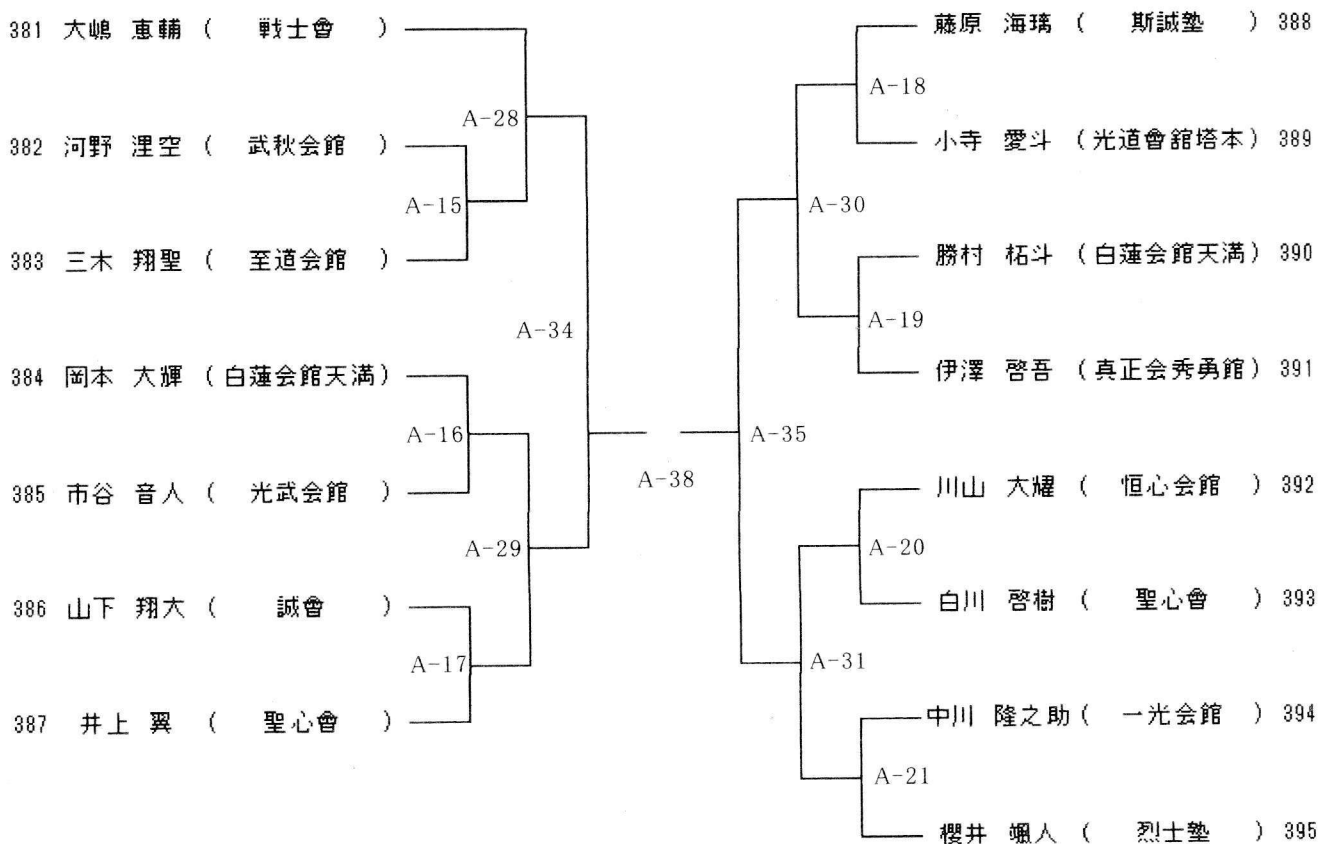 381 大嶋 恵輔 ( 戦士會 )
A-28
382 河野 浬空 ( 武秋会館 )
A-15
383 三木 翔聖 ( 至道会館 )
A-34
384 岡本 大輝 (白蓮会館天満)
A-16
385 市谷 音人 ( 光武会館 )
A-29
386 山下 翔大 ( 誠會 )
A-17
387 井上 翼 ( 聖心會 )
A-38
藤原 海璃 ( 斯誠塾 ) 388
A-18
小寺 愛斗 (光道會舘塔本) 389
A-30
勝村 柘斗 (白蓮会館天満) 390
A-19
伊澤 啓吾 (真正会秀勇館) 391
A-35
川山 大耀 ( 恒心会館 ) 392
A-20
白川 啓樹 ( 聖心會 ) 393
A-31
中川 隆之助 ( 一光会館 ) 394
A-21
櫻井 颯人 ( 烈士塾 ) 395